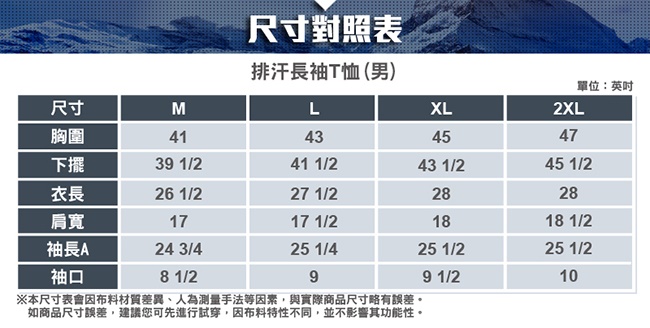 尺寸對照表
排汗長袖T恤(男)
單位：英吋
尺寸 M L XL 2XL
胸圍 41 43 45 47
下擺 39 1/2 41 1/2 43 1/2 45 1/2
衣長 26 1/2 27 1/2 28 28
肩寬 17 17 1/2 18 18 1/2
袖長A 24 3/4 25 1/4 25 1/2 25 1/2
袖口 8 1/2 9 9 1/2 10
※本尺寸表會因布料材質差異、人為測量手法等因素，與實際商品尺寸略有誤差。
如商品尺寸誤差，建議您可先進行試穿，因布料特性不同，並不影響其功能性。